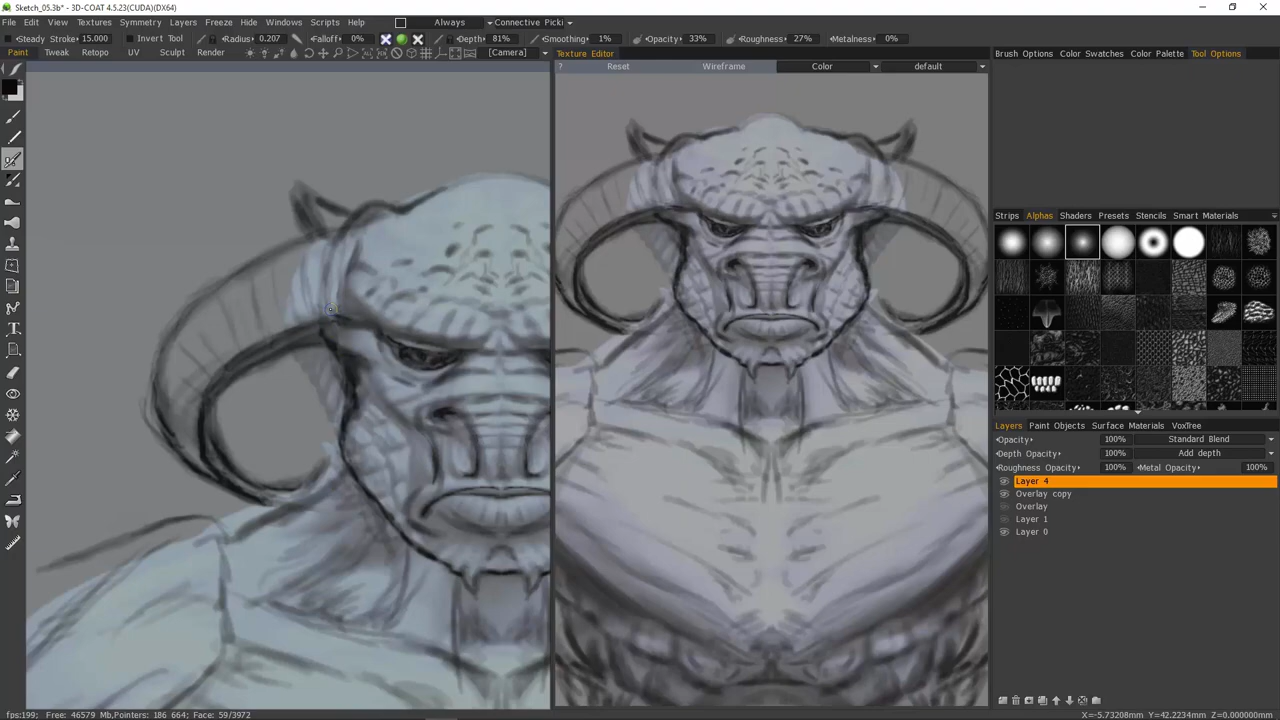 Sketch_05.3b* - 3D-COAT 4.5.23(CUDA)(DX64)
File Edit View Textures Symmetry Layers Freeze Hide Windows Scripts Help Always Connective Picki
Steady Stroke 15.000 Invert Tool Radius 0.207 Falloff 0% Depth 81% Smoothing 1% Opacity 33% Roughness 27% Metalness 0%
Paint Tweak Retopo UV Sculpt Render [Camera] Texture Editor Brush Options Color Swatches Color Palette Tool Options
? Reset Wireframe Color default
Strips Alphas Shaders Presets Stencils Smart Materials
Layers Paint Objects Surface Materials VoxTree
Opacity 100% Standard Blend
Depth Opacity 100% Add depth
Roughness Opacity 100% Metal Opacity 100%
Layer 4
Overlay copy
Overlay
Layer 1
Layer 0
fps:199; Free: 46579 Mb,Pointers: 186 664; Face: 59/3972 X=-5.73208mm Y=42.2234mm Z=0.000000mm